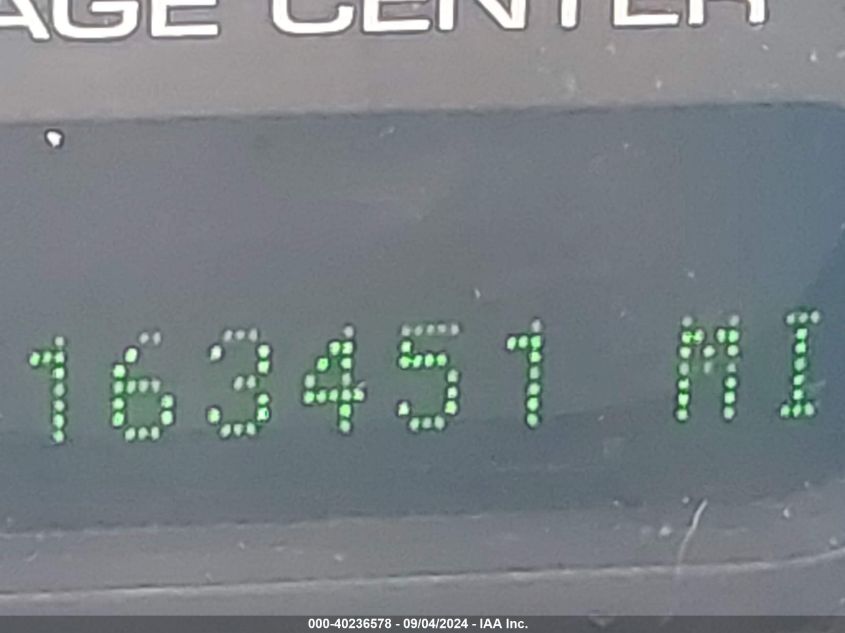 AGE CENTER
163451 MI
000-40236578 - 09/04/2024 - IAA Inc.